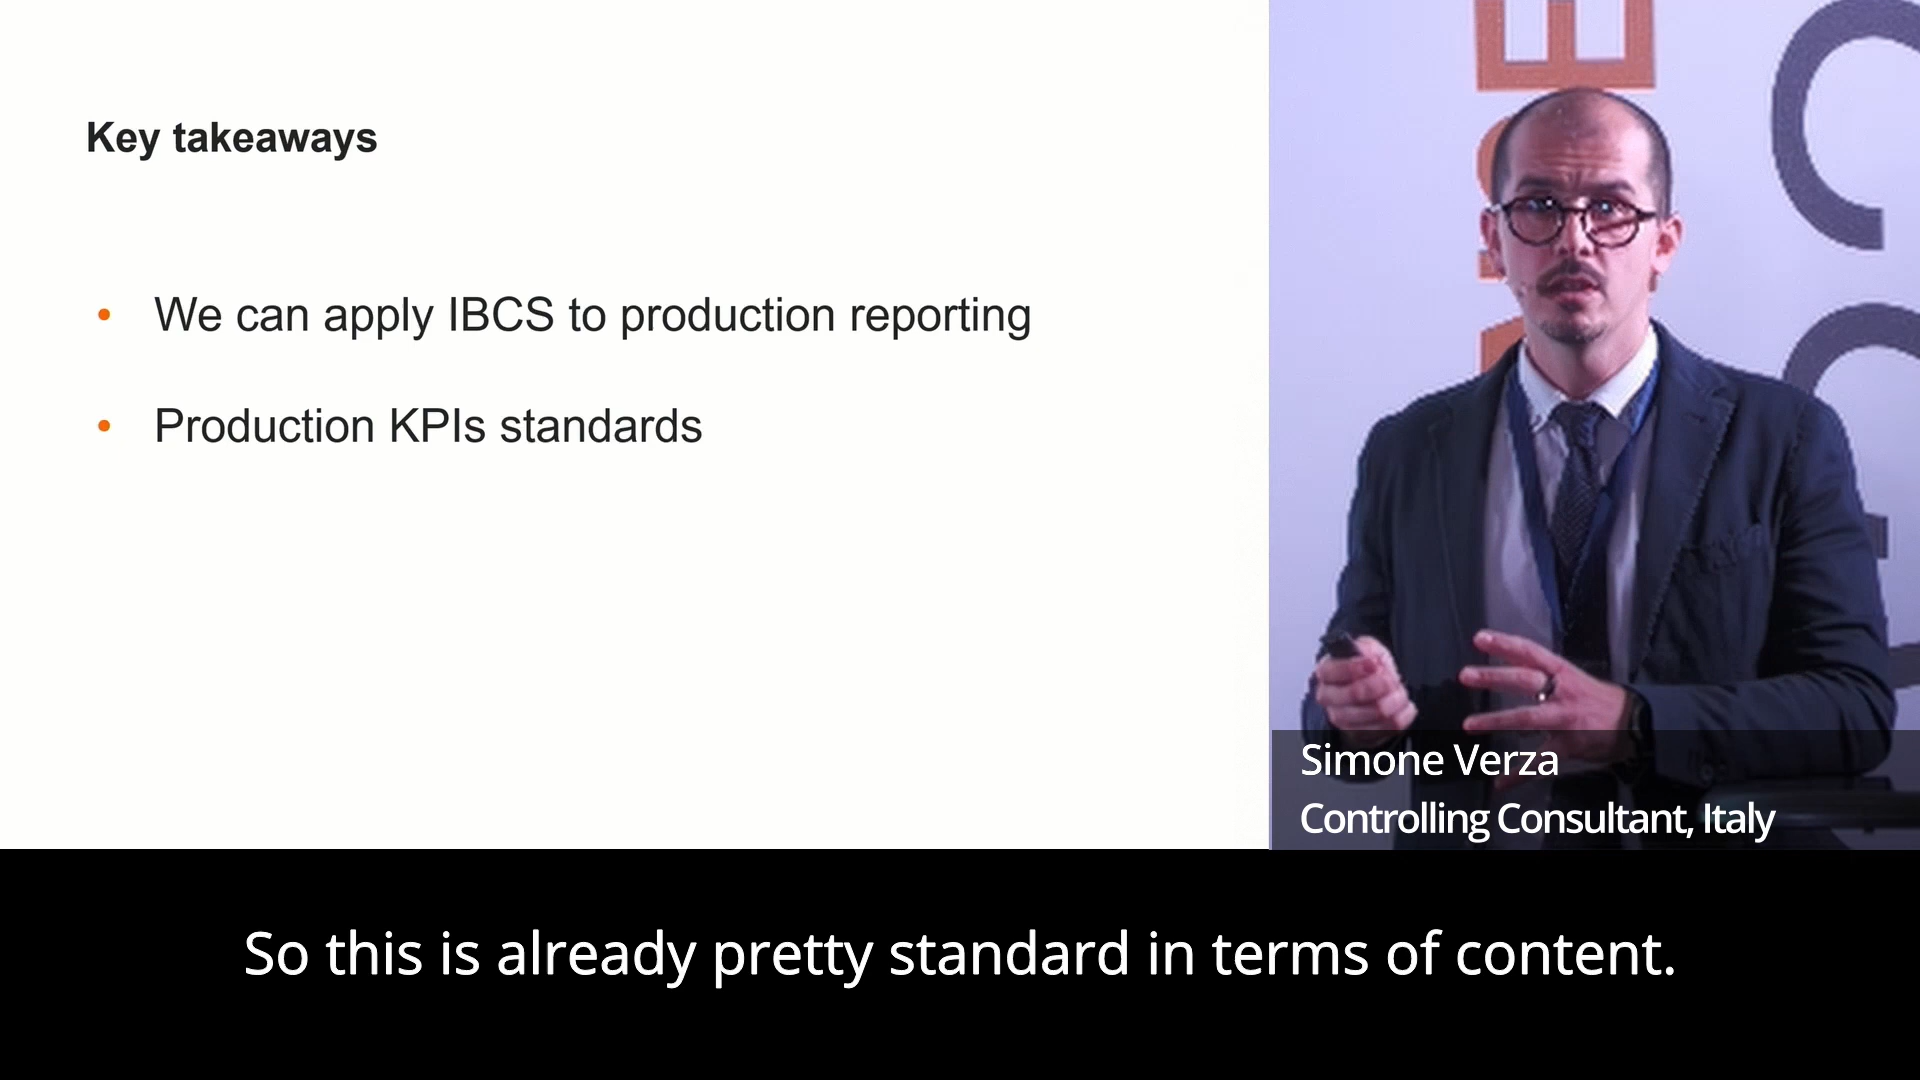 Key takeaways
• We can apply IBCS to production reporting
• Production KPIs standards
Simone Verza
Controlling Consultant, Italy
So this is already pretty standard in terms of content.